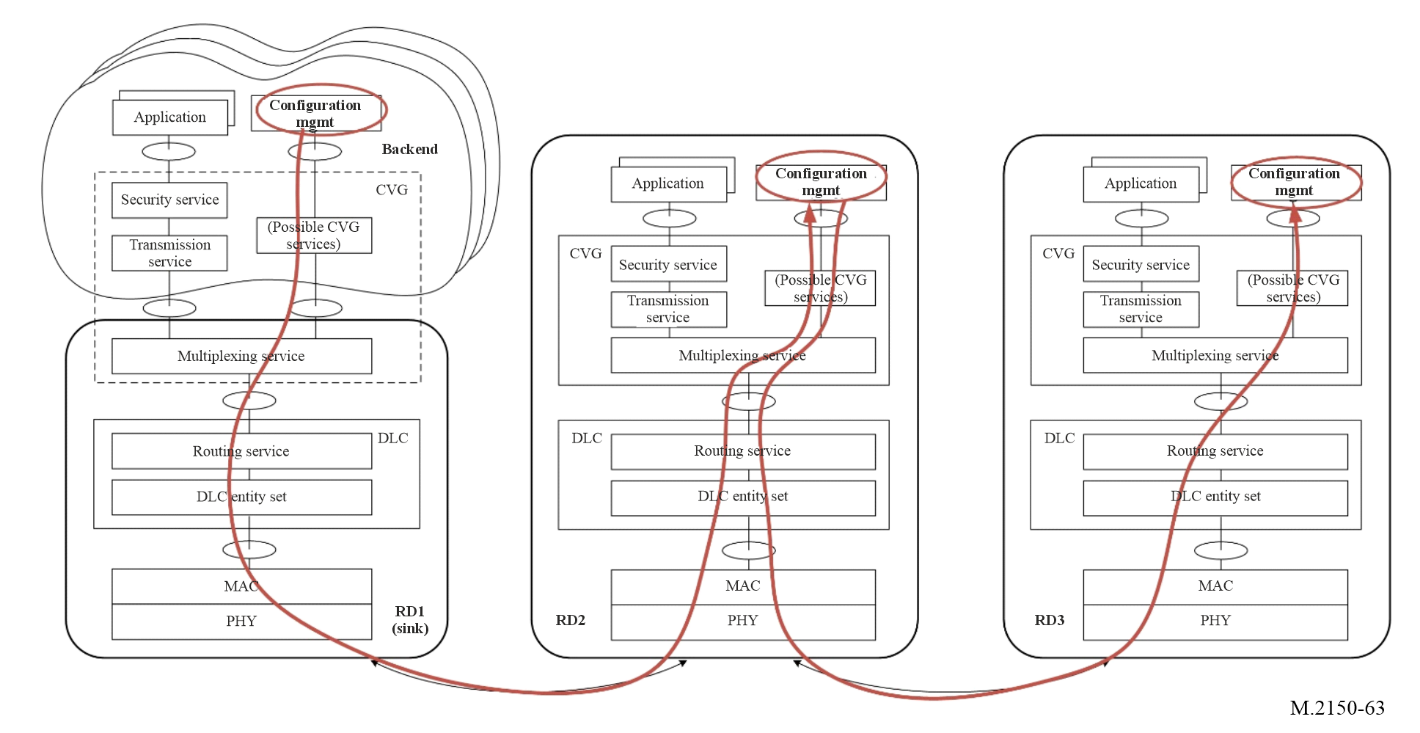 Application
Configuration
mgmt
Backend
CVG
Security service
(Possible CVG
services)
Transmission
service
Multiplexing service
DLC
Routing service
DLC entity set
MAC
PHY
RD1
(sink)
Application
Configuration
mgmt
CVG
Security service
(Possible CVG
services)
Transmission
service
Multiplexing service
DLC
Routing service
DLC entity set
MAC
PHY
RD2
Application
Configuration
mgmt
CVG
Security service
(Possible CVG
services)
Transmission
service
Multiplexing service
DLC
Routing service
DLC entity set
MAC
PHY
RD3
M.2150-63